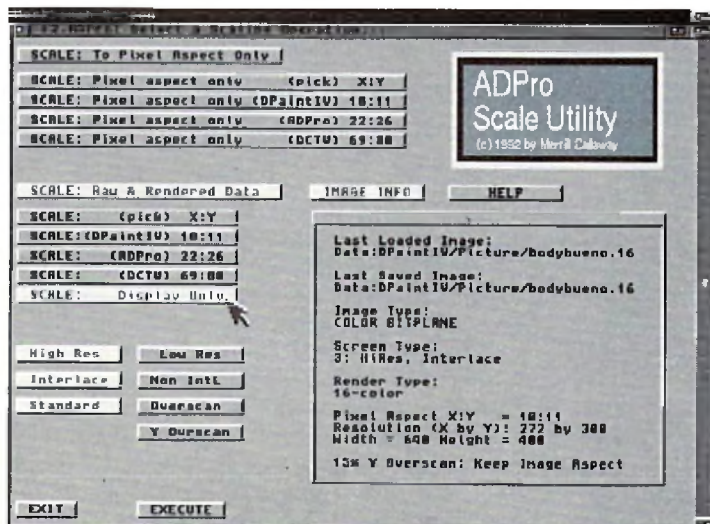 Select a Scaling Operation
SCALE: To Pixel Aspect Only
SCALE: Pixel aspect only (pick) X:Y
SCALE: Pixel aspect only (DPaintIV) 10:11
SCALE: Pixel aspect only (ADPro) 22:26
SCALE: Pixel aspect only (DCTV)
ADPro
Scale Utility
(c) 1992 by Merrill Callaway
SCALE: Raw & Rendered Data
IMAGE INFO
HELP
SCALE: (pick) X:Y
SCALE:(DPaintIV) 10:11
SCALE: (ADPro) 22:26
SCALE: (DCTV)
SCALE: Display Only
Last Loaded Image:
Data:DPaintIV/Picture/bodybueno.16
Last Saved Image:
Data:DPaintIV/Picture/bodybueno.16
Image Type:
COLOR BITPLANE
Screen Type:
3: HiRes, Interlace
Render Type:
16-color
Pixel Aspect X:Y = 10:11
Resolution (X by Y): 272 by 300
Width = 640 Height = 400
13% Y Overscan: Keep Image Aspect
High Res
Low Res
Interlace
Non Intl
Standard
Overscan
Y Ovrscan
EXIT
EXECUTE